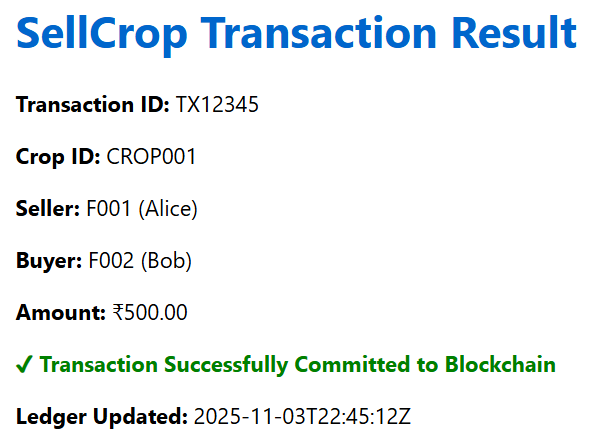 SellCrop Transaction Result
Transaction ID: TX12345
Crop ID: CROP001
Seller: F001 (Alice)
Buyer: F002 (Bob)
Amount: ₹500.00
✔ Transaction Successfully Committed to Blockchain
Ledger Updated: 2025-11-03T22:45:12Z